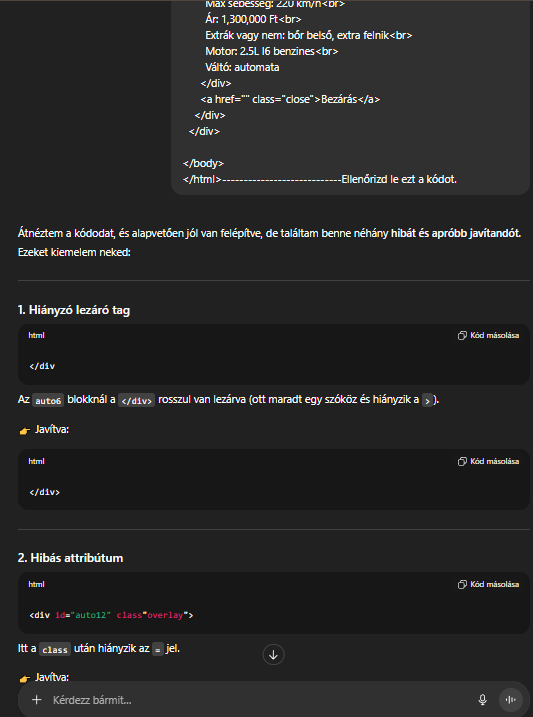 Max sebesség: 220 km/h<br>
Ár: 1,300,000 Ft<br>
Extrák vagy nem: bőr belső, extra felnik<br>
Motor: 2.5L I6 benzines<br>
Váltó: automata
</div>
<a href="" class="close">Bezárás</a>
</div>
</div>
</body>
</html>----------------------------Ellenőrizd le ezt a kódot.
Átnéztem a kódodat, és alapvetően jól van felépítve, de találtam benne néhány hibát és apróbb javítandót.
Ezeket kiemelem neked:
1. Hiányzó lezáró tag
html
Kód másolása
</div
Az auto6 blokknál a </div> rosszul van lezárva (ott maradt egy szóköz és hiányzik a >).
👉 Javítva:
html
Kód másolása
</div>
2. Hibás attribútum
html
Kód másolása
<div id="auto12" class"overlay">
Itt a class után hiányzik az = jel.
👉 Javítva:
Kérdezz bármit...